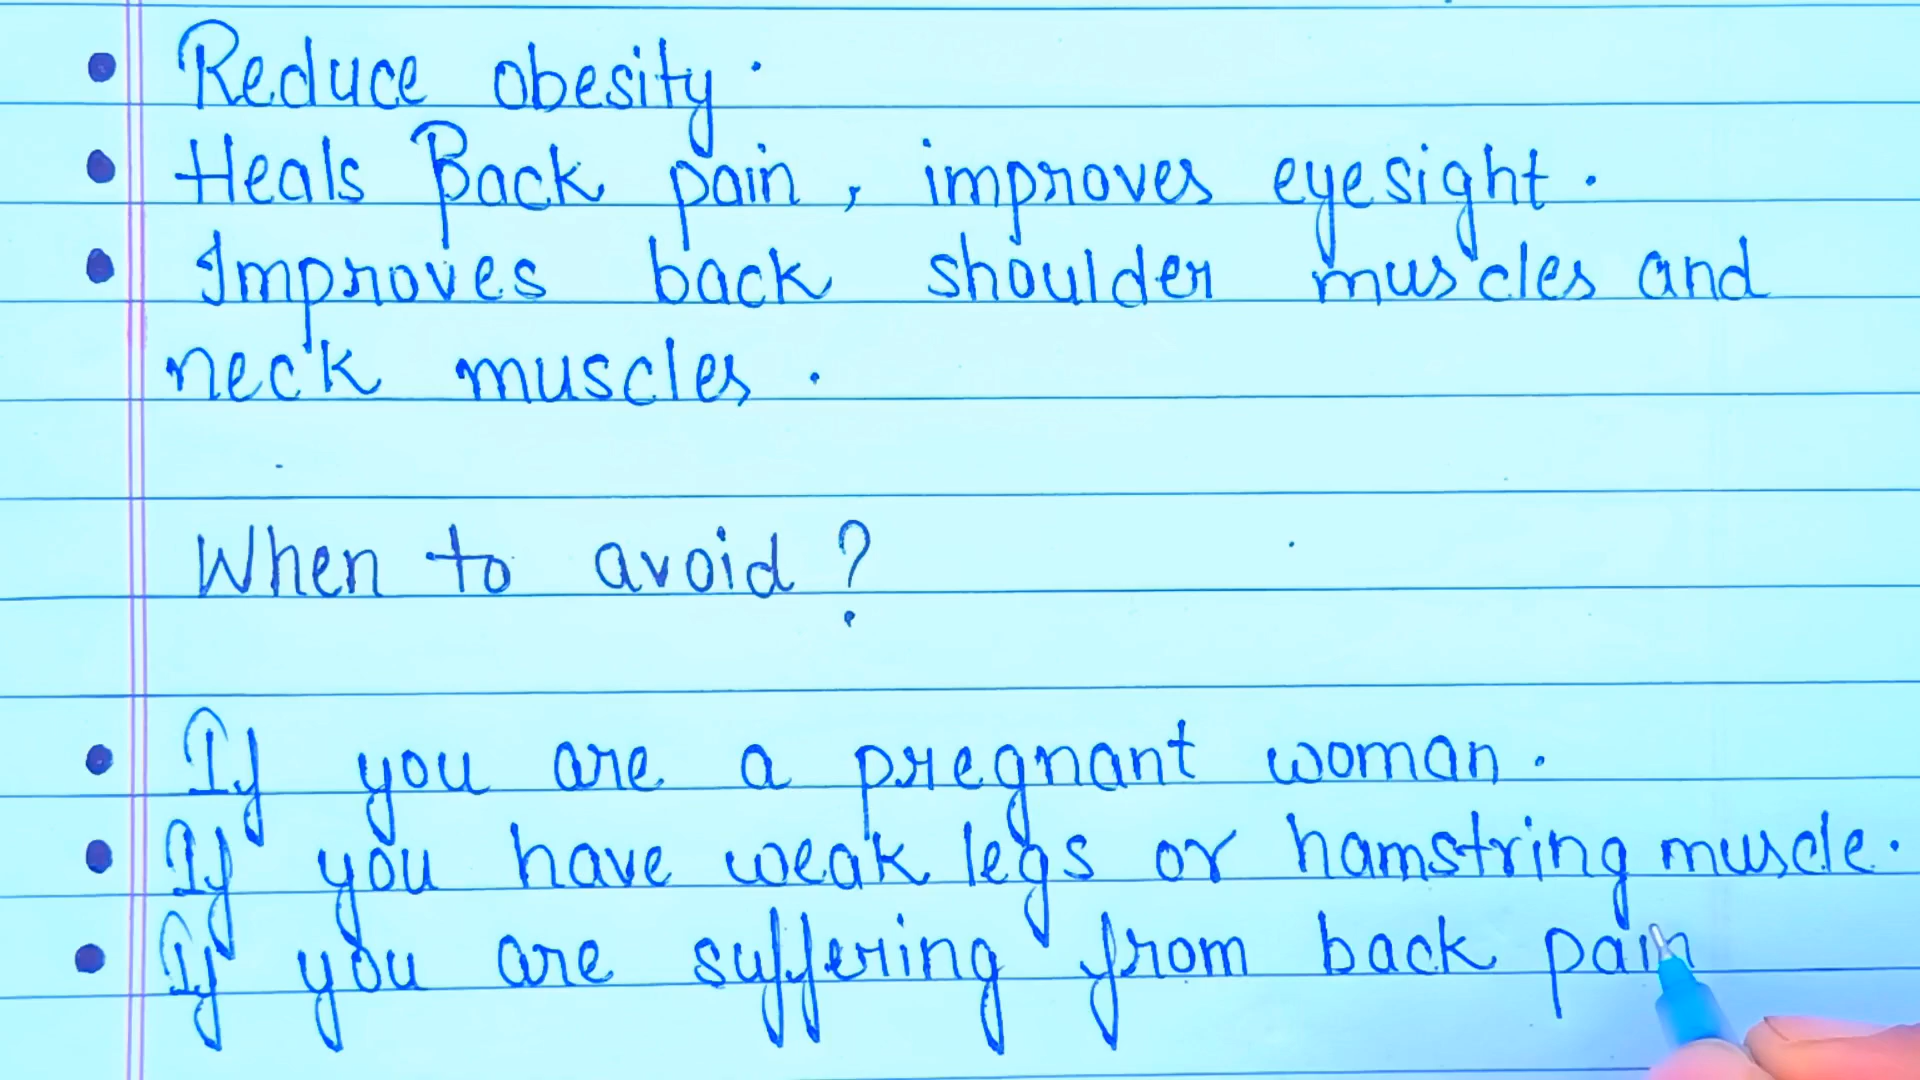 • Reduce obesity.
• Heals Back pain, improves eyesight.
• Improves back shoulder muscles and
neck muscles.
When to avoid?
• If you are a pregnant woman.
• If you have weak legs or hamstring muscle.
• If you are suffering from back pain